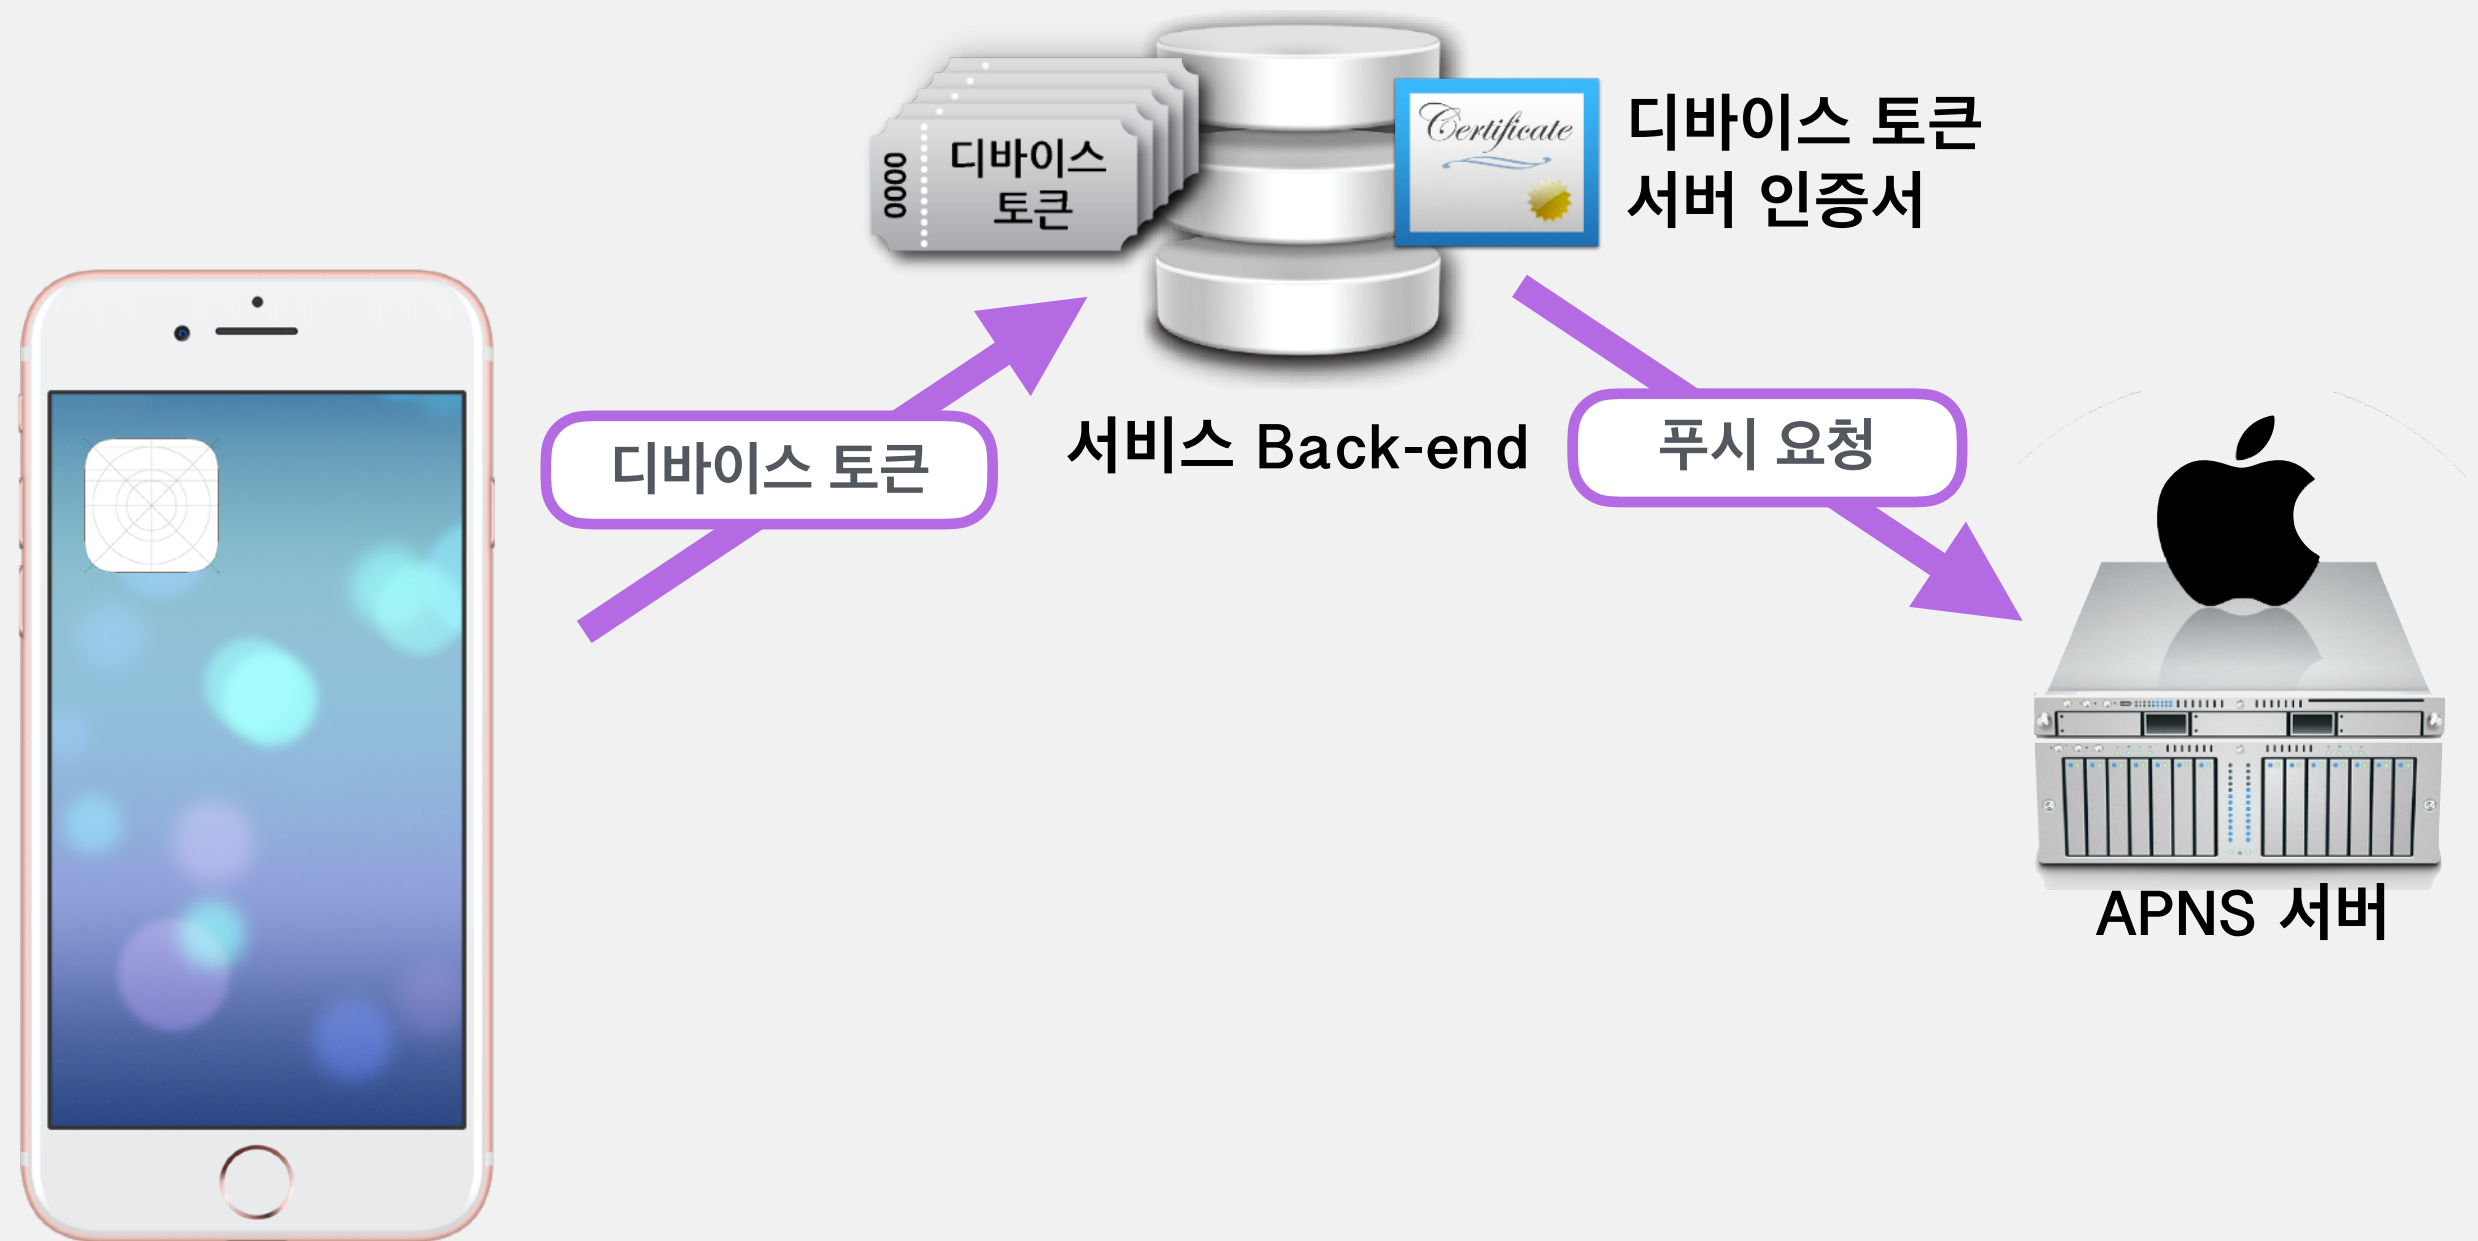 0000
디바이스
토큰
Certificate
디바이스 토큰
서버 인증서
디바이스 토큰
서비스 Back-end
푸시 요청
APNS 서버